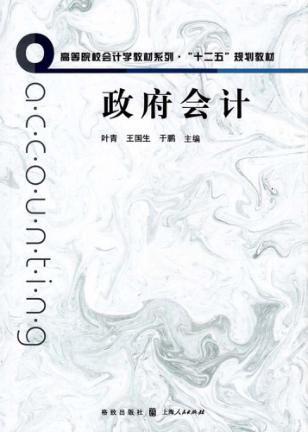 高等院校会计学教材系列·“十二五”规划教材
a·c·c·o·u·n·t·i·n·g
政府会计
叶青 王国生 于鹏 主编
格致出版社 上海人民出版社